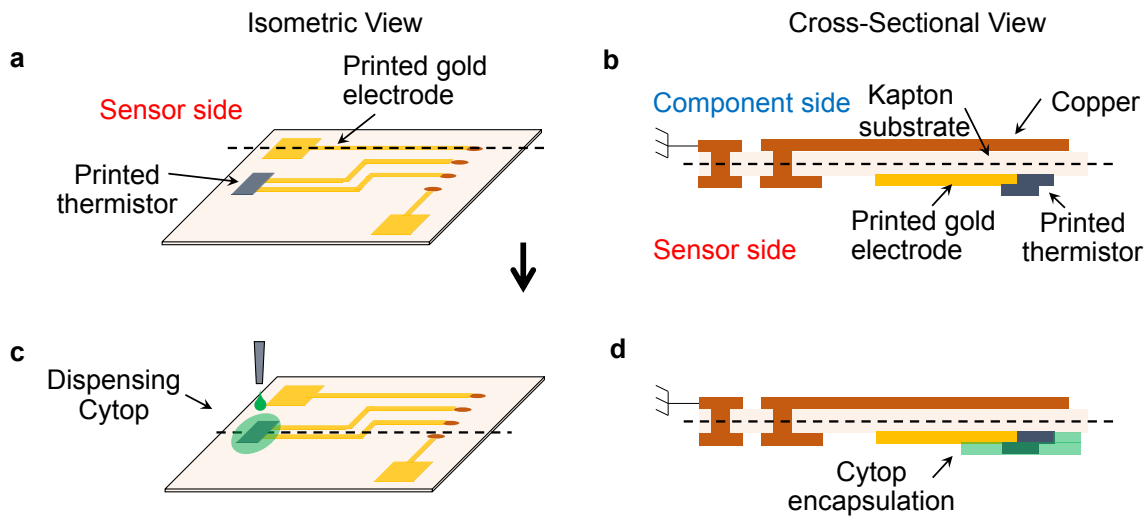 Isometric View
Cross-Sectional View
a
Printed gold
electrode
Sensor side
Printed
thermistor
b
Component side
Kapton
substrate
Copper
Printed gold
electrode
Printed
thermistor
Sensor side
c
Dispensing
Cytop
d
Cytop
encapsulation